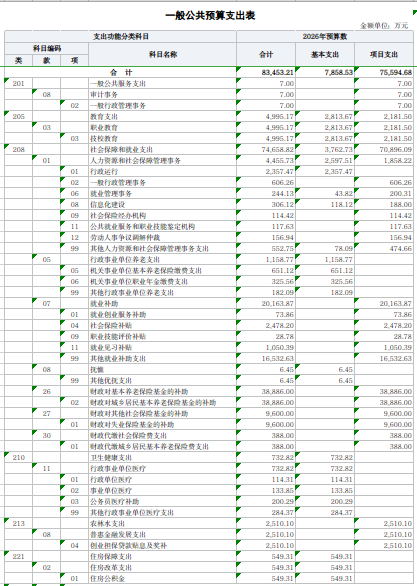 一般公共预算支出表
金额单位：万元
支出功能分类科目 2026年预算数
科目编码 科目名称 合计 基本支出 项目支出
类 款 项
合 计 83,453.21 7,858.53 75,594.68
201 一般公共服务支出 7.00 7.00
08 审计事务 7.00 7.00
02 一般行政管理事务 7.00 7.00
205 教育支出 4,995.17 2,813.67 2,181.50
03 职业教育 4,995.17 2,813.67 2,181.50
03 技校教育 4,995.17 2,813.67 2,181.50
208 社会保障和就业支出 74,658.82 3,762.73 70,896.09
01 人力资源和社会保障管理事务 4,455.73 2,597.51 1,858.22
01 行政运行 2,357.47 2,357.47
02 一般行政管理事务 606.26 606.26
06 就业管理事务 244.13 43.82 200.31
08 信息化建设 306.12 118.12 188.00
09 社会保险经办机构 114.42 114.42
11 公共就业服务和职业技能鉴定机构 117.63 117.63
12 劳动人事争议调解仲裁 156.94 156.94
99 其他人力资源和社会保障管理事务支出 552.75 78.09 474.66
05 行政事业单位养老支出 1,158.77 1,158.77
05 机关事业单位基本养老保险缴费支出 651.12 651.12
06 机关事业单位职业年金缴费支出 325.56 325.56
99 其他行政事业单位养老支出 182.09 182.09
07 就业补助 20,163.87 20,163.87
01 就业创业服务补助 73.86 73.86
04 社会保险补贴 2,478.20 2,478.20
09 职业技能评价补贴 28.78 28.78
11 就业见习补贴 1,050.39 1,050.39
99 其他就业补助支出 16,532.63 16,532.63
08 抚恤 6.45 6.45
99 其他优抚支出 6.45 6.45
26 财政对基本养老保险基金的补助 38,886.00 38,886.00
02 财政对城乡居民基本养老保险基金的补助 38,886.00 38,886.00
27 财政对其他社会保险基金的补助 9,600.00 9,600.00
01 财政对失业保险基金的补助 9,600.00 9,600.00
30 财政代缴社会保险费支出 388.00 388.00
01 财政代缴城乡居民基本养老保险费支出 388.00 388.00
210 卫生健康支出 732.82 732.82
11 行政事业单位医疗 732.82 732.82
01 行政单位医疗 114.31 114.31
02 事业单位医疗 133.85 133.85
03 公务员医疗补助 200.29 200.29
99 其他行政事业单位医疗支出 284.37 284.37
213 农林水支出 2,510.10 2,510.10
08 普惠金融发展支出 2,510.10 2,510.10
04 创业担保贷款贴息及奖补 2,510.10 2,510.10
221 住房保障支出 549.31 549.31
02 住房改革支出 549.31 549.31
01 住房公积金 549.31 549.31